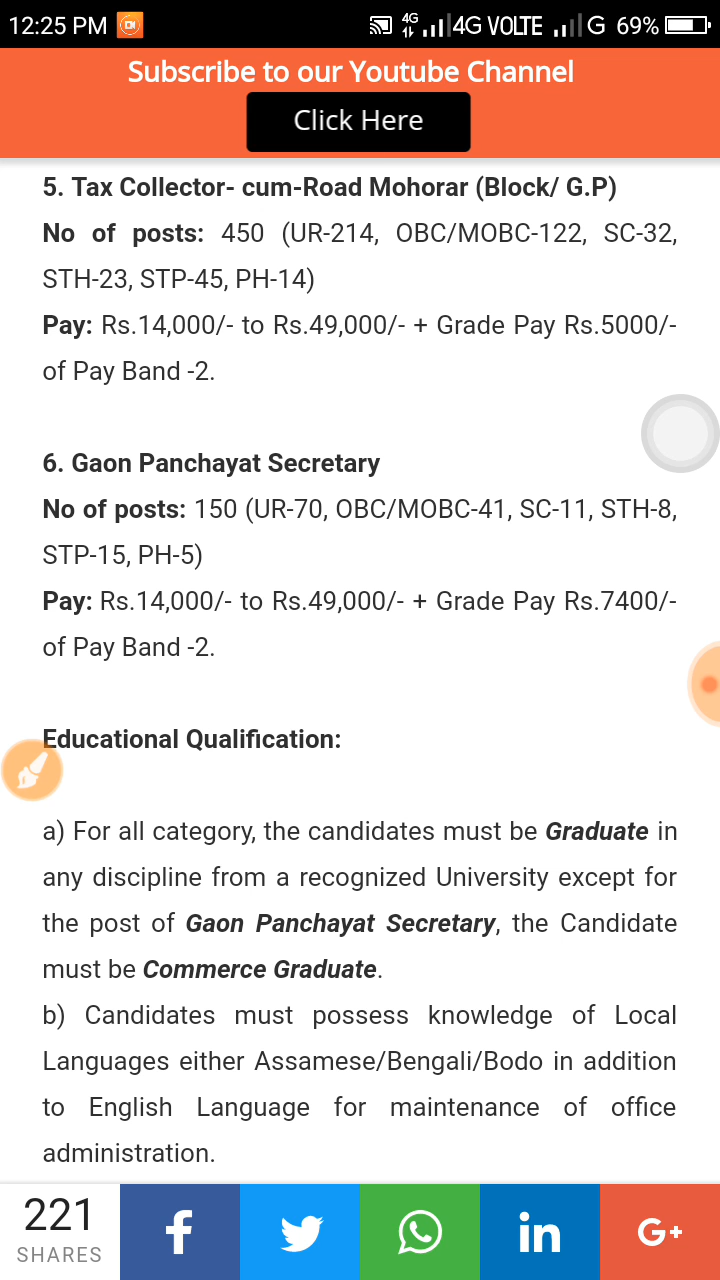 12:25 PM 4G 4G VOLTE G 69%
Subscribe to our Youtube Channel
Click Here
5. Tax Collector- cum-Road Mohorar (Block/ G.P)
No of posts: 450 (UR-214, OBC/MOBC-122, SC-32,
STH-23, STP-45, PH-14)
Pay: Rs.14,000/- to Rs.49,000/- + Grade Pay Rs.5000/-
of Pay Band -2.
6. Gaon Panchayat Secretary
No of posts: 150 (UR-70, OBC/MOBC-41, SC-11, STH-8,
STP-15, PH-5)
Pay: Rs.14,000/- to Rs.49,000/- + Grade Pay Rs.7400/-
of Pay Band -2.
Educational Qualification:
a) For all category, the candidates must be Graduate in
any discipline from a recognized University except for
the post of Gaon Panchayat Secretary, the Candidate
must be Commerce Graduate.
b) Candidates must possess knowledge of Local
Languages either Assamese/Bengali/Bodo in addition
to English Language for maintenance of office
administration.
221
SHARES
f in G+